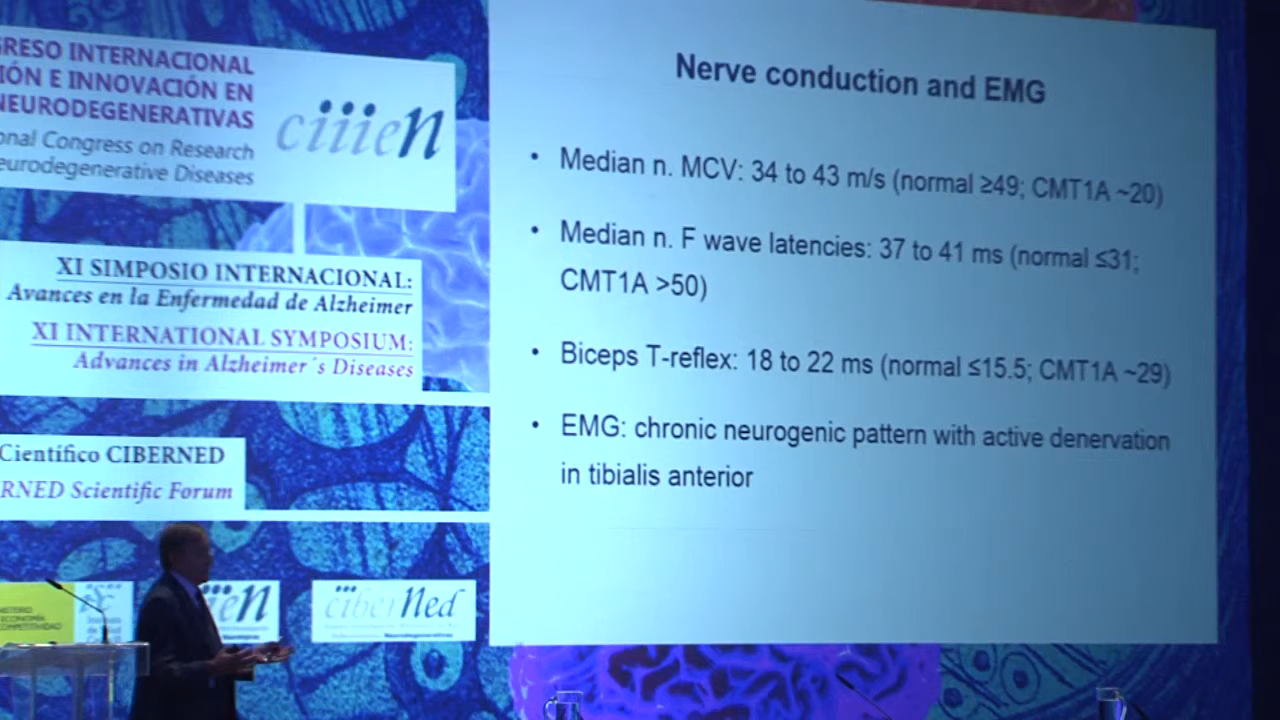 GRESO INTERNACIONAL
IÓN E INNOVACIÓN EN
NEURODEGENERATIVAS
onal Congress on Research
eurodegenerative Diseases
ciiien
XI SIMPOSIO INTERNACIONAL:
Avances en la Enfermedad de Alzheimer
XI INTERNATIONAL SYMPOSIUM:
Advances in Alzheimer´s Diseases
Científico CIBERNED
RNED Scientific Forum
ciberNed
Nerve conduction and EMG
• Median n. MCV: 34 to 43 m/s (normal ≥49; CMT1A ~20)
• Median n. F wave latencies: 37 to 41 ms (normal ≤31;
CMT1A >50)
• Biceps T-reflex: 18 to 22 ms (normal ≤15.5; CMT1A ~29)
• EMG: chronic neurogenic pattern with active denervation
in tibialis anterior